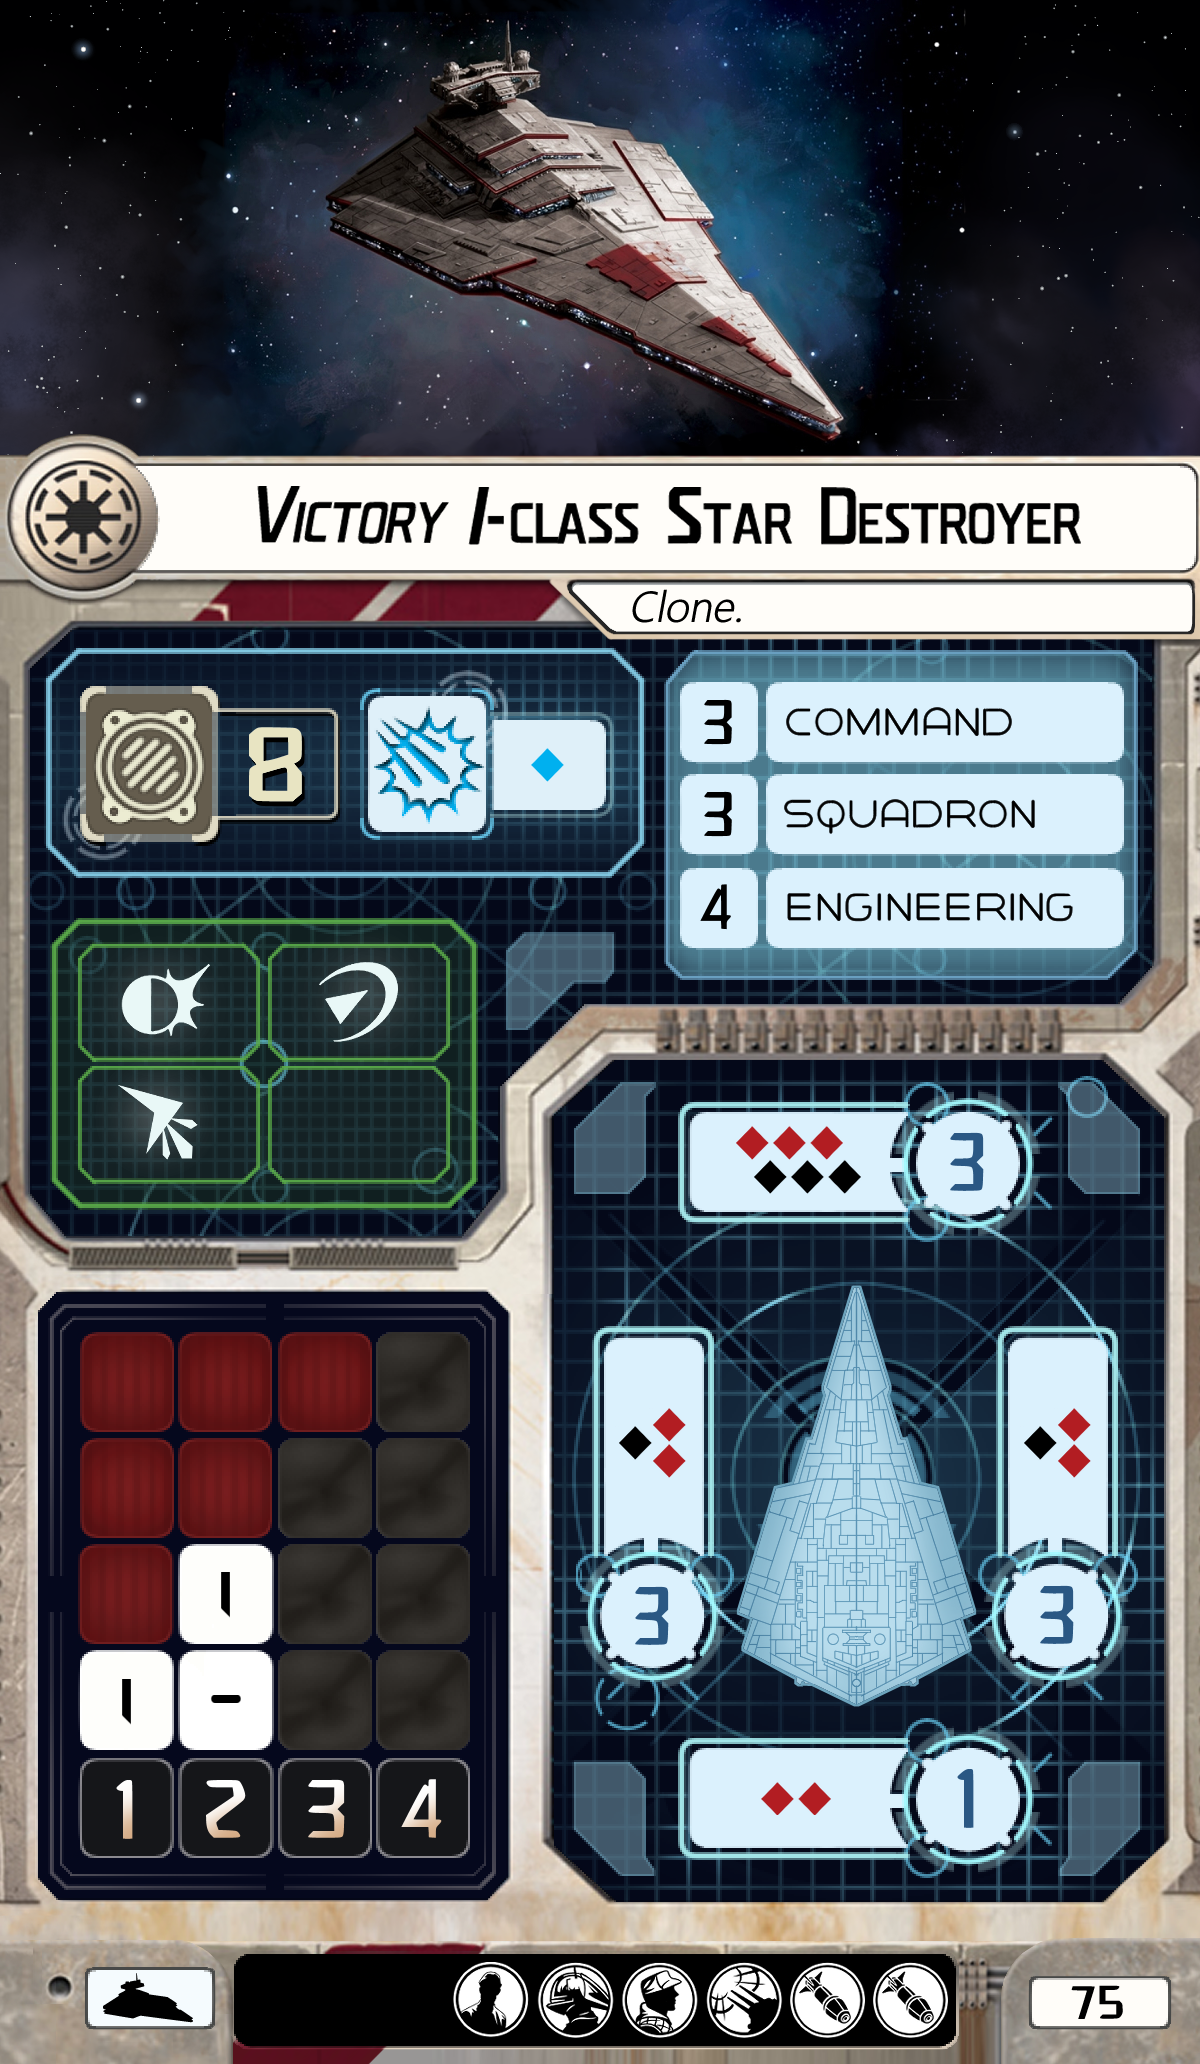 VICTORY I-CLASS STAR DESTROYER
Clone.
8
3 COMMAND
3 SQUADRON
4 ENGINEERING
3
3 3
1
1
1 -
1 2 3 4
75